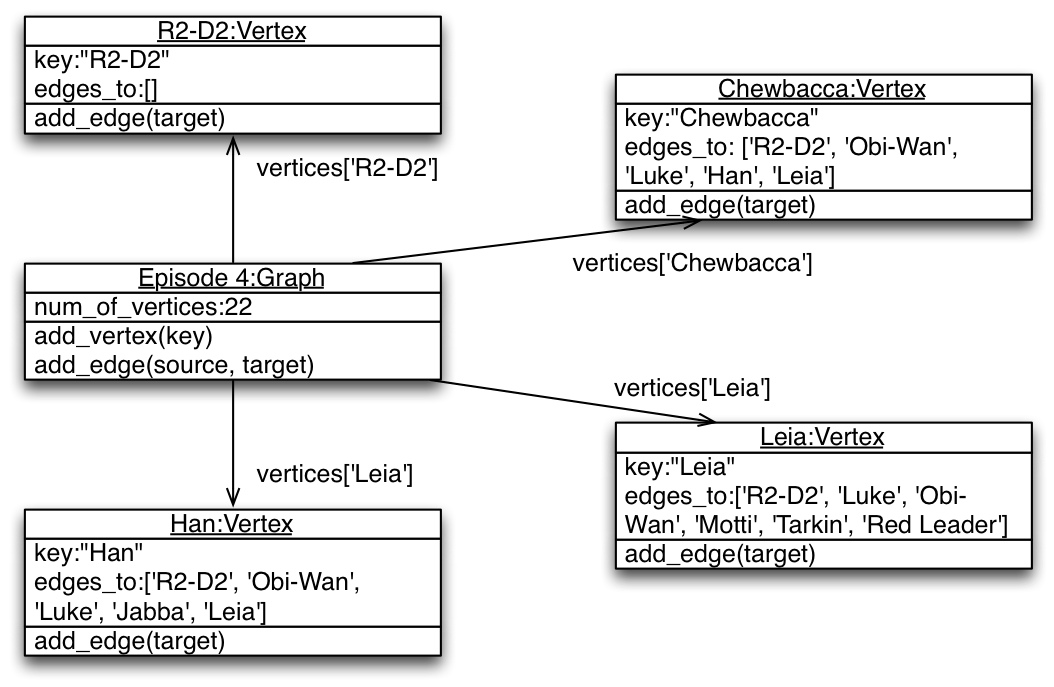 R2-D2:Vertex
key:"R2-D2"
edges_to:[]
add_edge(target)
vertices['R2-D2']
Chewbacca:Vertex
key:"Chewbacca"
edges_to: ['R2-D2', 'Obi-Wan',
'Luke', 'Han', 'Leia']
add_edge(target)
vertices['Chewbacca']
Episode 4:Graph
num_of_vertices:22
add_vertex(key)
add_edge(source, target)
vertices['Leia']
Leia:Vertex
key:"Leia"
edges_to:['R2-D2', 'Luke', 'Obi-
Wan', 'Motti', 'Tarkin', 'Red Leader']
add_edge(target)
vertices['Leia']
Han:Vertex
key:"Han"
edges_to:['R2-D2', 'Obi-Wan',
'Luke', 'Jabba', 'Leia']
add_edge(target)